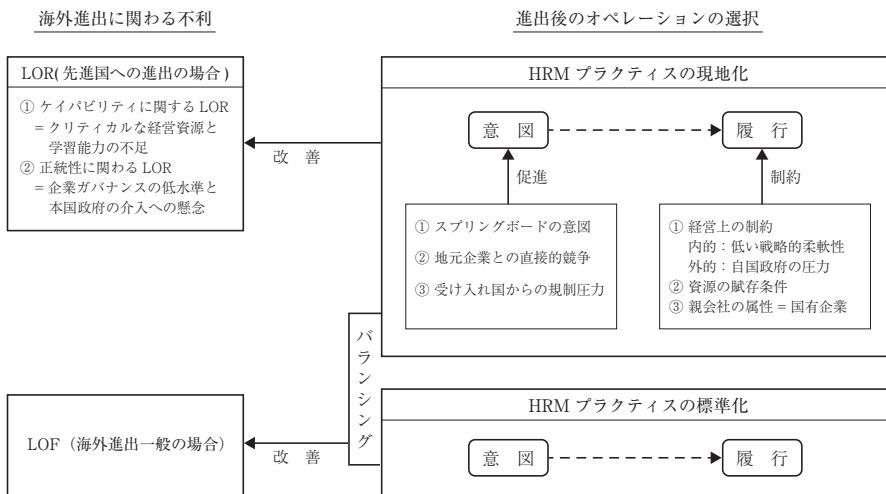 海外進出に関わる不利
進出後のオペレーションの選択
LOR(先進国への進出の場合)
① ケイパビリティに関する LOR
= クリティカルな経営資源と
学習能力の不足
② 正統性に関わる LOR
= 企業ガバナンスの低水準と
本国政府の介入への懸念
改 善
HRM プラクティスの現地化
意 図
履 行
促進
制約
① スプリングボードの意図
② 地元企業との直接的競争
③ 受け入れ国からの規制圧力
① 経営上の制約
内的:低い戦略的柔軟性
外的:自国政府の圧力
② 資源の賦存条件
③ 親会社の属性 = 国有企業
バランシング
LOF(海外進出一般の場合)
改 善
HRM プラクティスの標準化
意 図
履 行